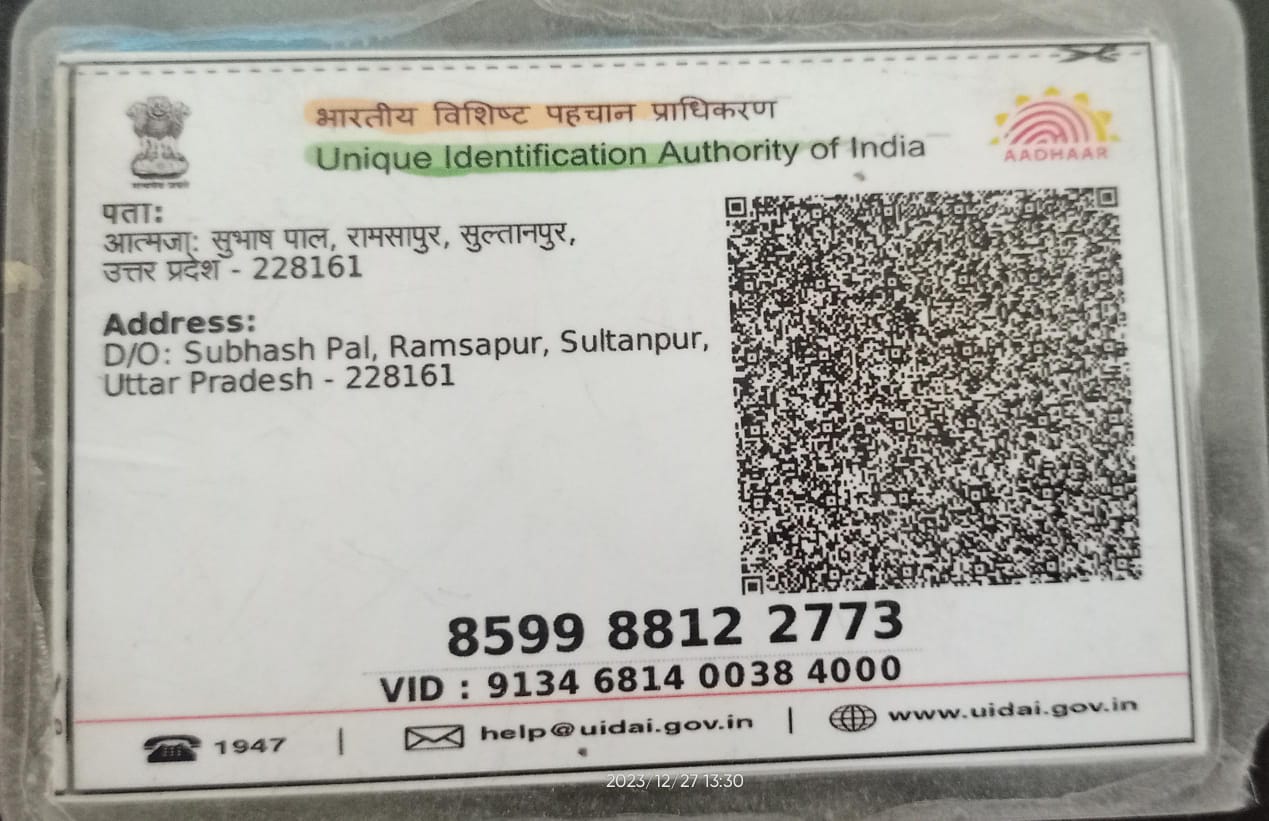 भारतीय विशिष्ट पहचान प्राधिकरण
Unique Identification Authority of India
AADHAAR
पता:
आत्मजा: सुभाष पाल, रामसापुर, सुल्तानपुर,
उत्तर प्रदेश - 228161
Address:
D/O: Subhash Pal, Ramsapur, Sultanpur,
Uttar Pradesh - 228161
8599 8812 2773
VID : 9134 6814 0038 4000
1947 | help@uidai.gov.in | www.uidai.gov.in
2023/12/27 13:30